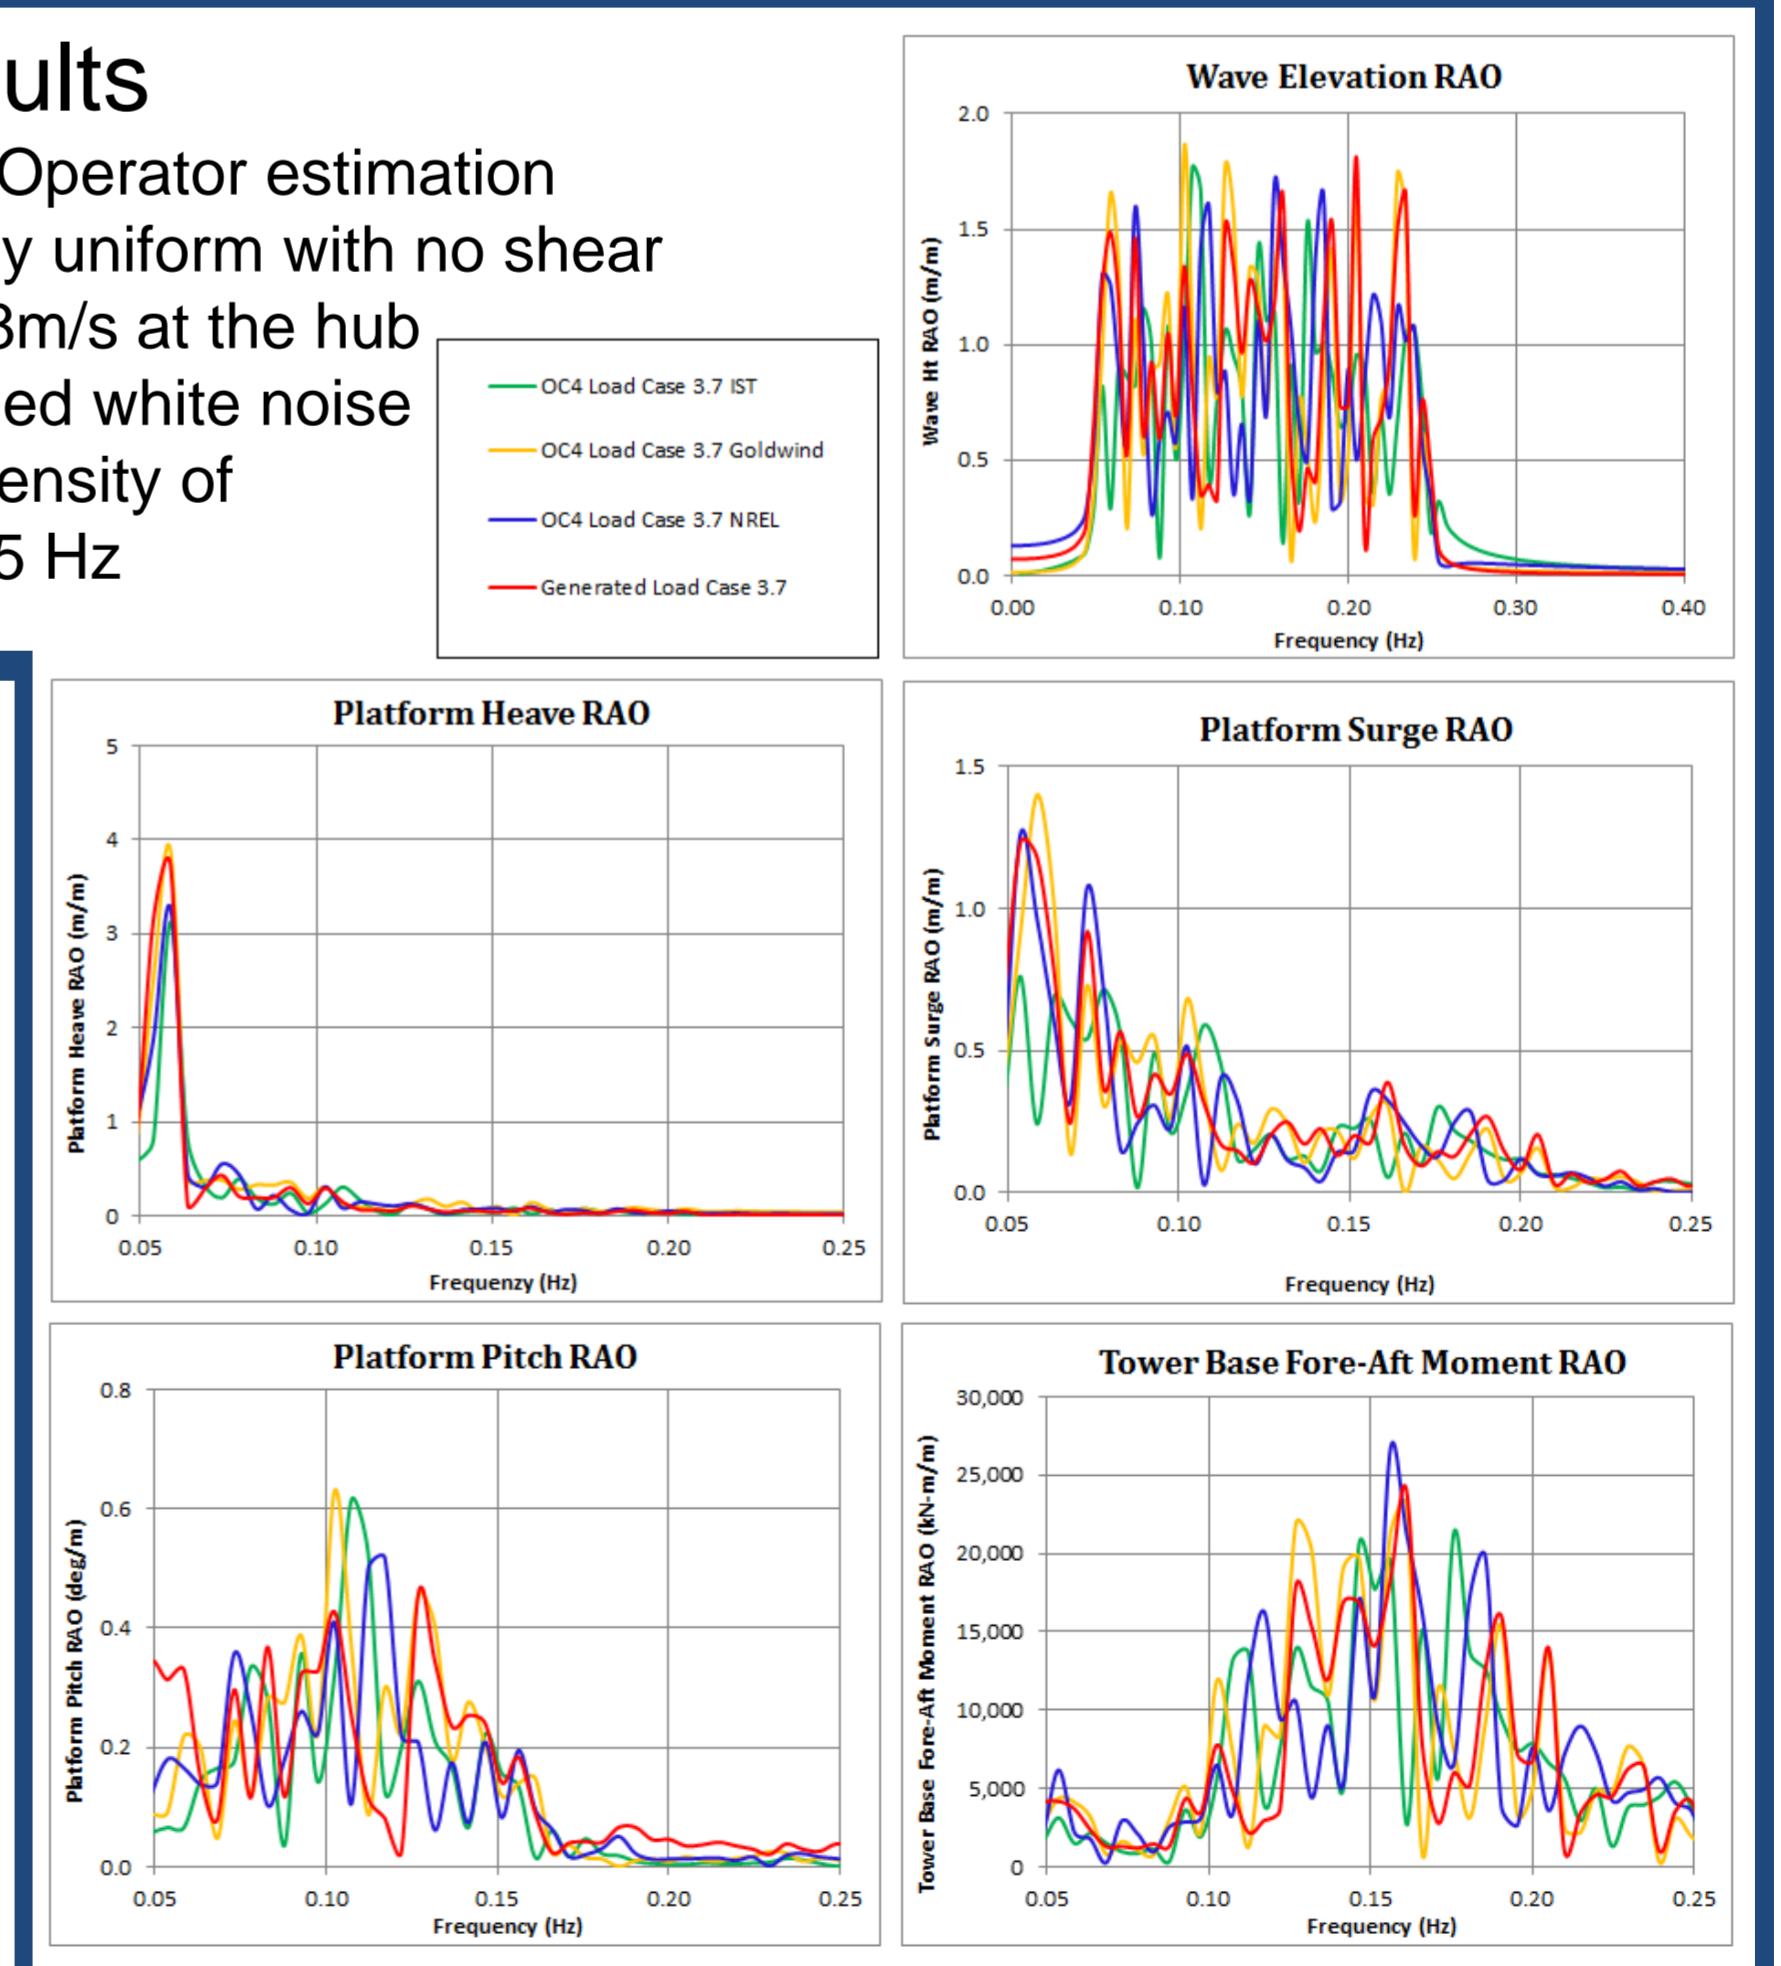 ults
Operator estimation
y uniform with no shear
3m/s at the hub
ed white noise
ensity of
5 Hz
OC4 Load Case 3.7 IST
OC4 Load Case 3.7 Goldwind
OC4 Load Case 3.7 NREL
Generated Load Case 3.7
Wave Elevation RAO
Wave Ht RAO (m/m)
2.0
1.5
1.0
0.5
0.0
0.00 0.10 0.20 0.30 0.40
Frequency (Hz)
Platform Heave RAO
Platform Heave RAO (m/m)
5
4
3
2
1
0
0.05 0.10 0.15 0.20 0.25
Frequenzy (Hz)
Platform Surge RAO
Platform Surge RAO (m/m)
1.5
1.0
0.5
0.0
0.05 0.10 0.15 0.20 0.25
Frequency (Hz)
Platform Pitch RAO
Platform Pitch RAO (deg/m)
0.8
0.6
0.4
0.2
0.0
0.05 0.10 0.15 0.20 0.25
Frequency (Hz)
Tower Base Fore-Aft Moment RAO
Tower Base Fore-Aft Moment RAO (kN-m/m)
30,000
25,000
20,000
15,000
10,000
5,000
0
0.05 0.10 0.15 0.20 0.25
Frequency (Hz)